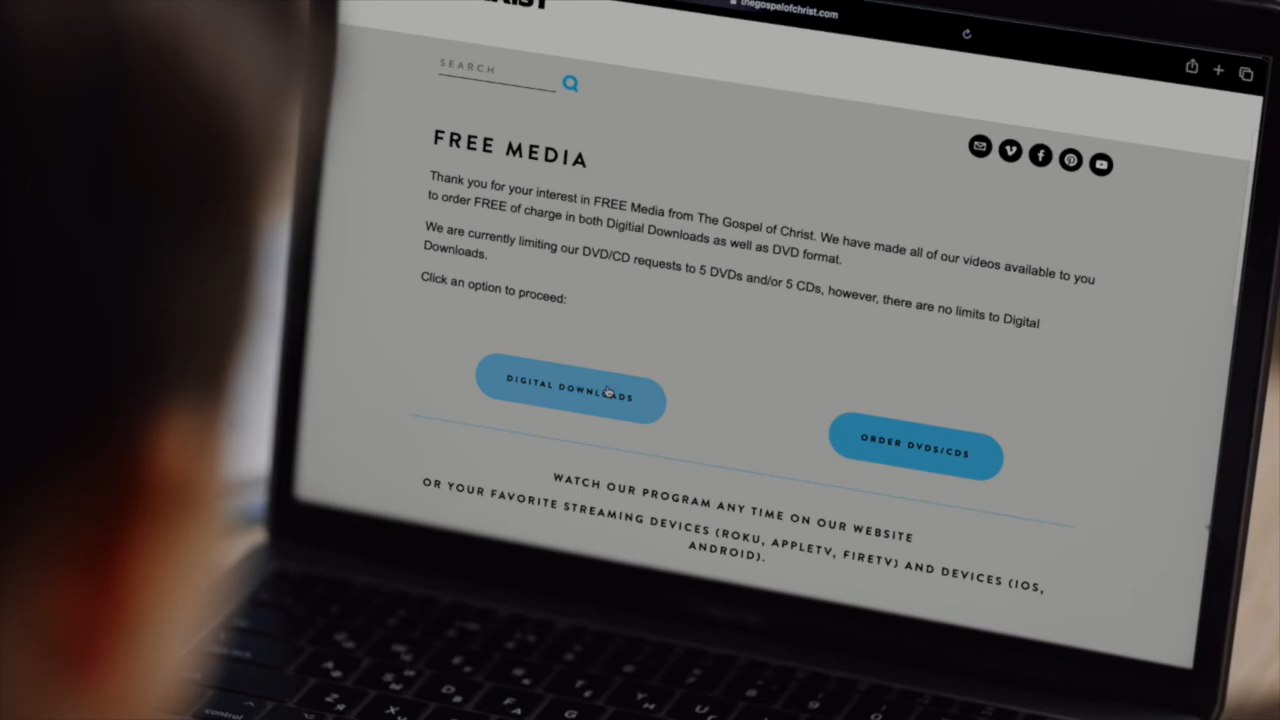 thegospelofchrist.com
SEARCH
FREE MEDIA
Thank you for your interest in FREE Media from The Gospel of Christ. We have made all of our videos available to you
to order FREE of charge in both Digitial Downloads as well as DVD format.
We are currently limiting our DVD/CD requests to 5 DVDs and/or 5 CDs, however, there are no limits to Digital
Downloads.
Click an option to proceed:
DIGITAL DOWNLOADS
ORDER DVDS/CDS
WATCH OUR PROGRAM ANY TIME ON OUR WEBSITE
OR YOUR FAVORITE STREAMING DEVICES (ROKU, APPLETV, FIRETV) AND DEVICES (IOS,
ANDROID).
control